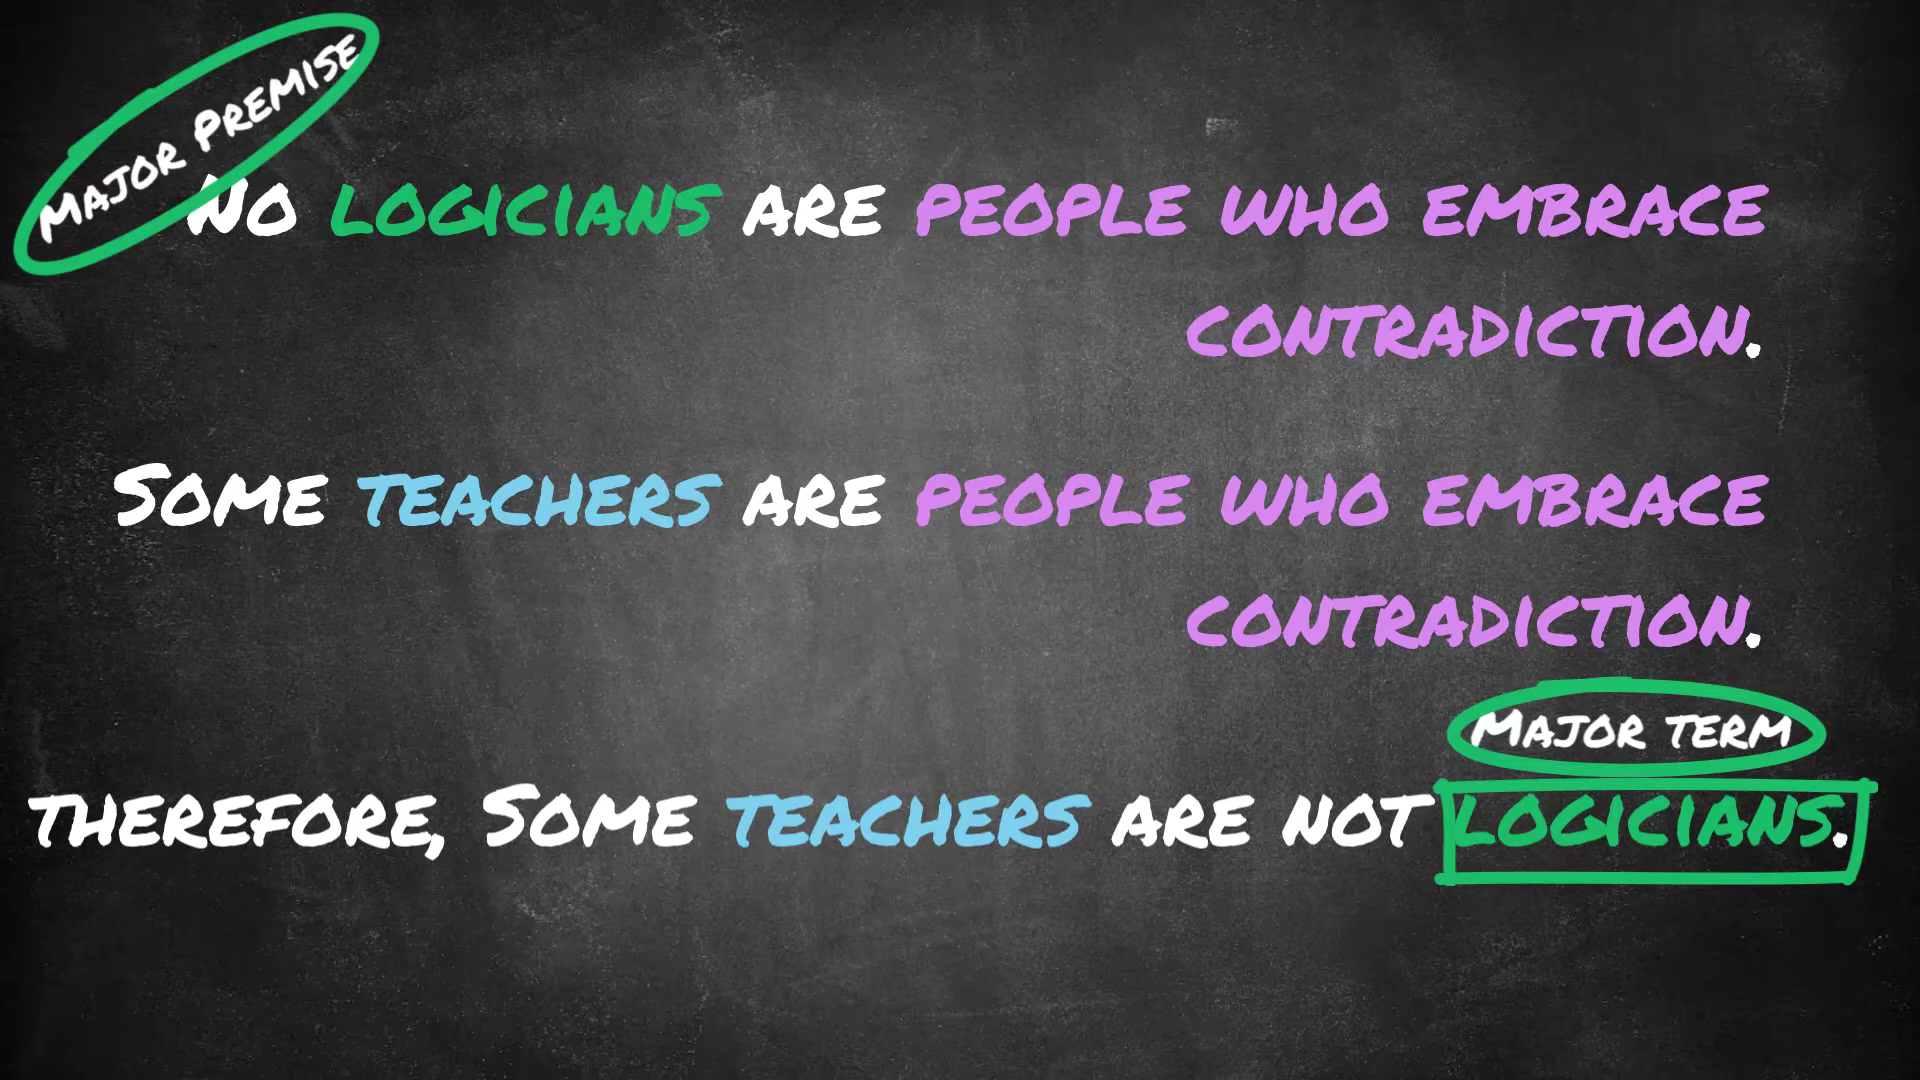 Major Premise
No logicians are people who embrace
contradiction.
Some teachers are people who embrace
contradiction.
Major term
therefore, Some teachers are not logicians.